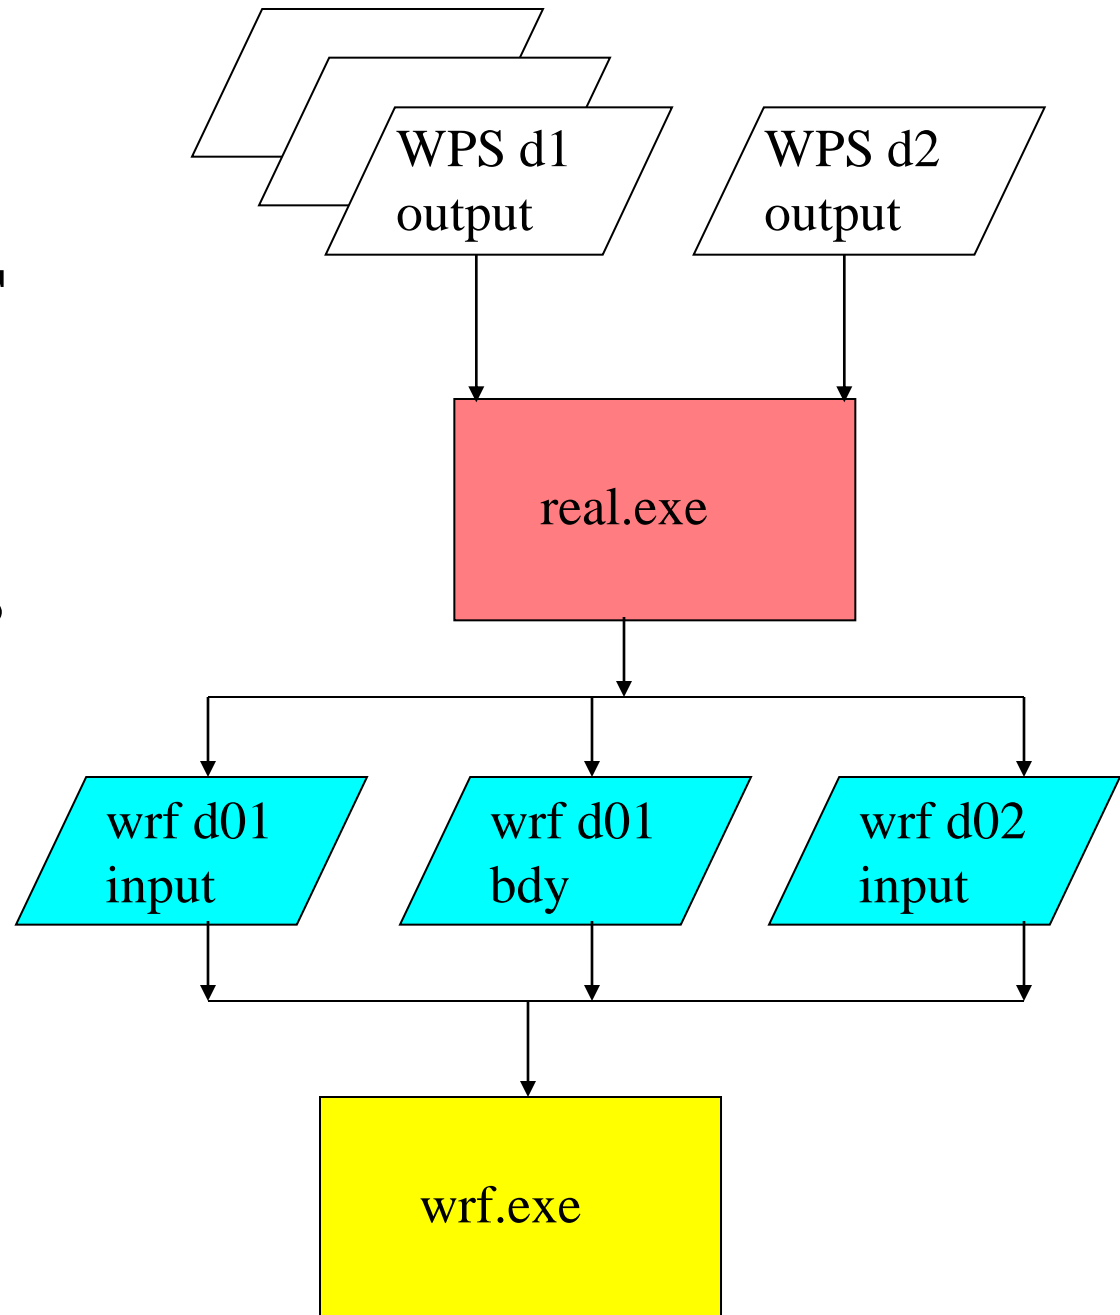 WPS d1
output
WPS d2
output
real.exe
wrf d01
input
wrf d01
bdy
wrf d02
input
wrf.exe